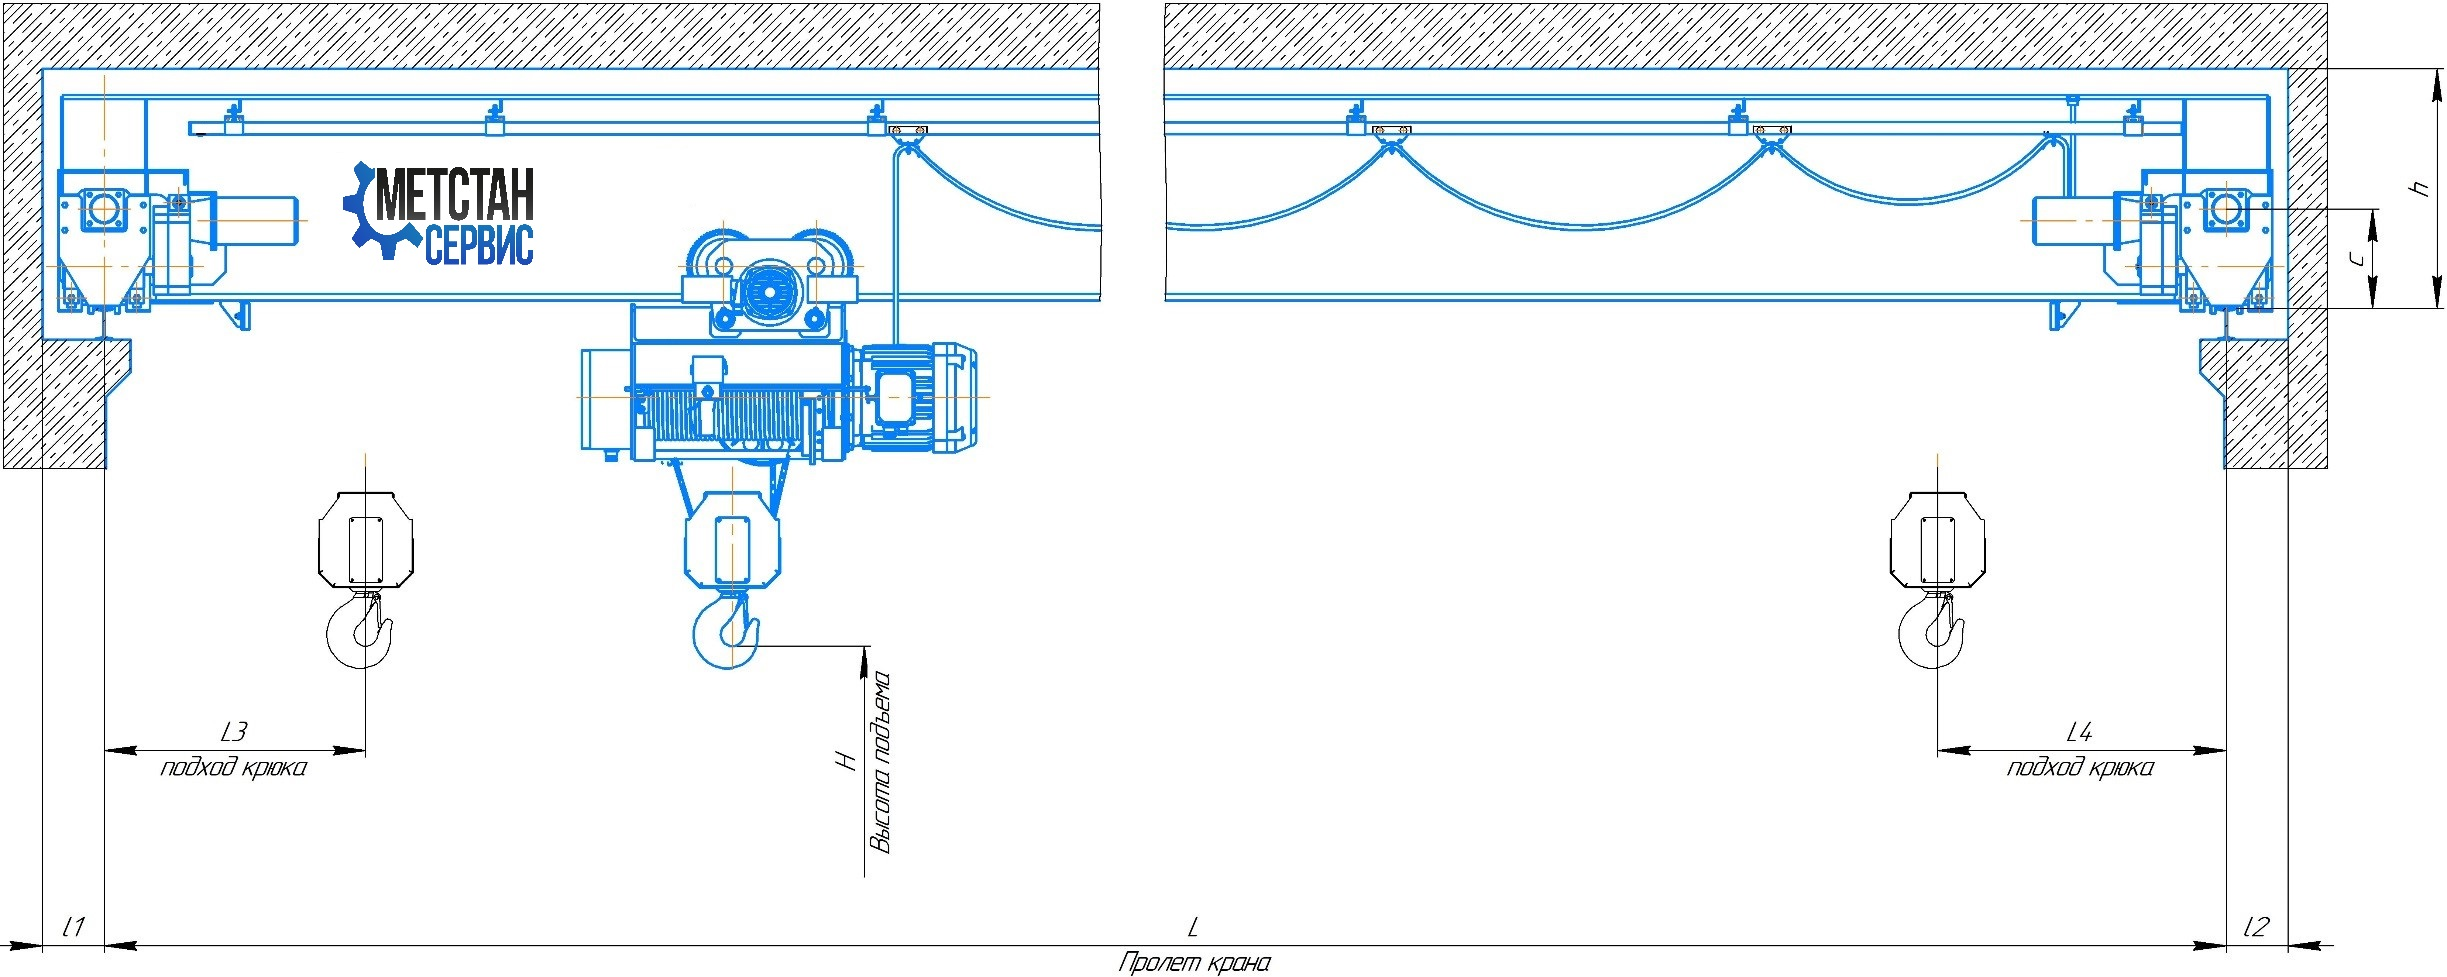 МЕТСТАН
СЕРВИС
h
c
L3
подход крюка
H
Высота подъема
L4
подход крюка
l1
L
Пролет крана
l2